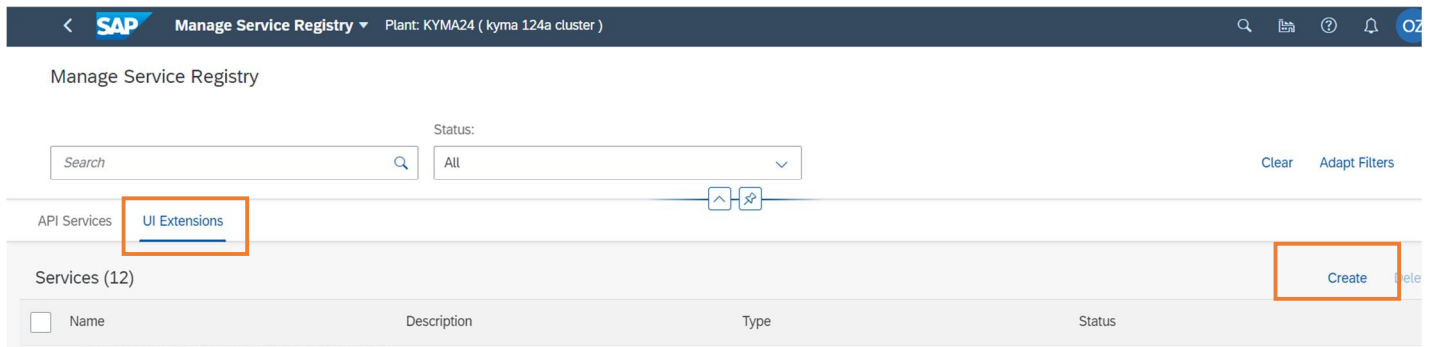 SAP Manage Service Registry Plant: KYMA24 ( kyma 124a cluster ) OZ
Manage Service Registry
Status:
Search All Clear Adapt Filters
API Services UI Extensions
Services (12) Create Dele
Name Description Type Status